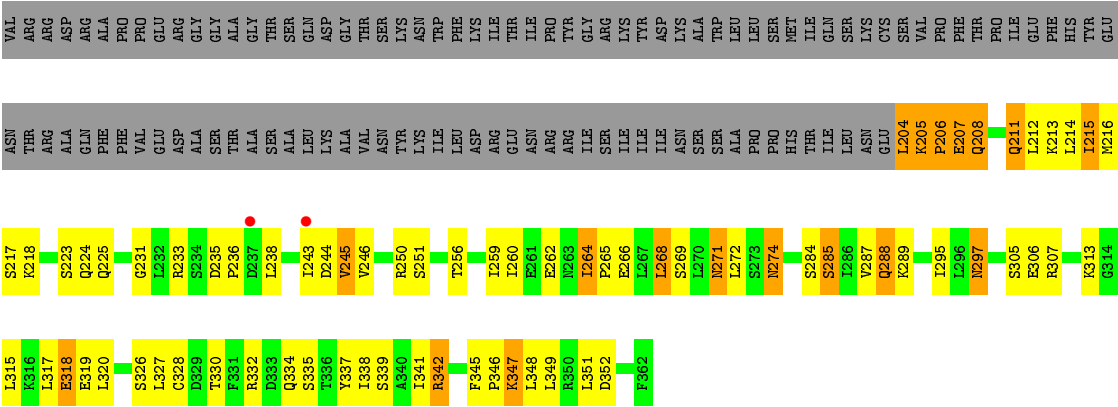 VAL ARG ARG ASP ARG ALA PRO PRO GLU ARG GLY GLY ALA GLY THR SER GLN ASP GLY THR SER LYS ASN TRP PHE LYS ILE THR ILE PRO TYR GLY ARG LYS TYR ASP LYS ALA TRP LEU LEU SER MET ILE GLN SER LYS CYS SER VAL PRO PHE THR PRO ILE GLU PHE HIS TYR GLU
ASN THR ARG ALA GLN PHE PHE VAL GLU ASP ALA SER THR ALA SER ALA LEU LYS ALA VAL ASN TYR LYS ILE LEU ASP ARG GLU ASN ARG ARG ILE SER ILE ILE ILE ASN SER SER ALA PRO PRO HIS THR ILE LEU ASN GLU L204 K205 P206 E207 Q208 Q211 L212 K213 L214 I215 M216
S217 K218 S223 Q224 Q225 G231 L232 R233 S234 D235 P236 D237 L238 I243 D244 V245 V246 R250 S251 T256 I259 I260 E261 E262 N263 I264 P265 E266 L267 L268 S269 L270 N271 L272 S273 N274 S284 S285 I286 V287 Q288 K289 I295 L296 N297 S305 E306 R307 K313 G314
L315 K316 L317 E318 E319 L320 S326 L327 C328 D329 T330 F331 R332 D333 Q334 S335 T336 Y337 I338 S339 A340 I341 R342 F345 P346 K347 L348 L349 R350 L351 D352 F362